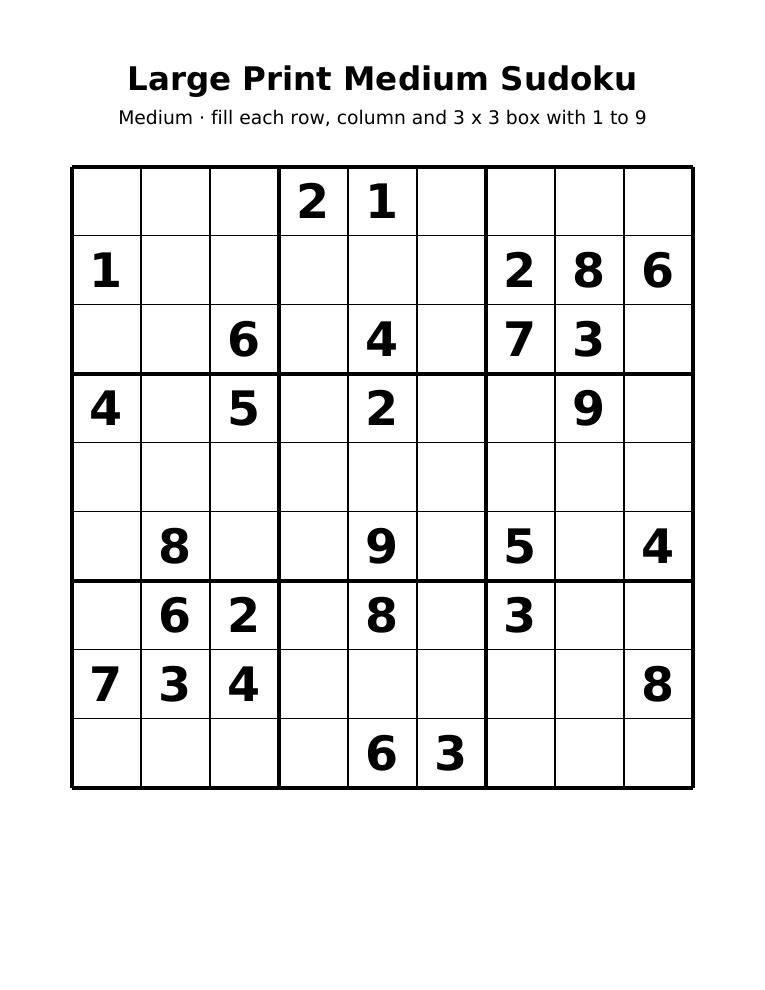 Large Print Medium Sudoku
Medium · fill each row, column and 3 x 3 box with 1 to 9
2 1
1 2 8 6
6 4 7 3
4 5 2 9
8 9 5 4
6 2 8 3
7 3 4 8
6 3